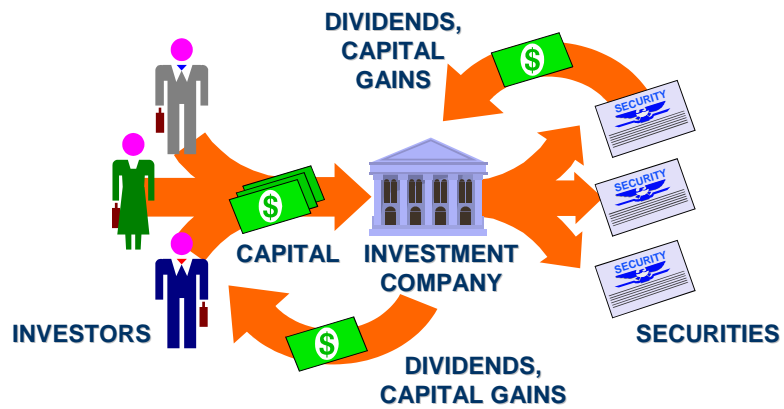 DIVIDENDS,
CAPITAL
GAINS
$
SECURITY
SECURITY
SECURITY
$
CAPITAL
INVESTMENT
COMPANY
INVESTORS
$
SECURITIES
DIVIDENDS,
CAPITAL GAINS